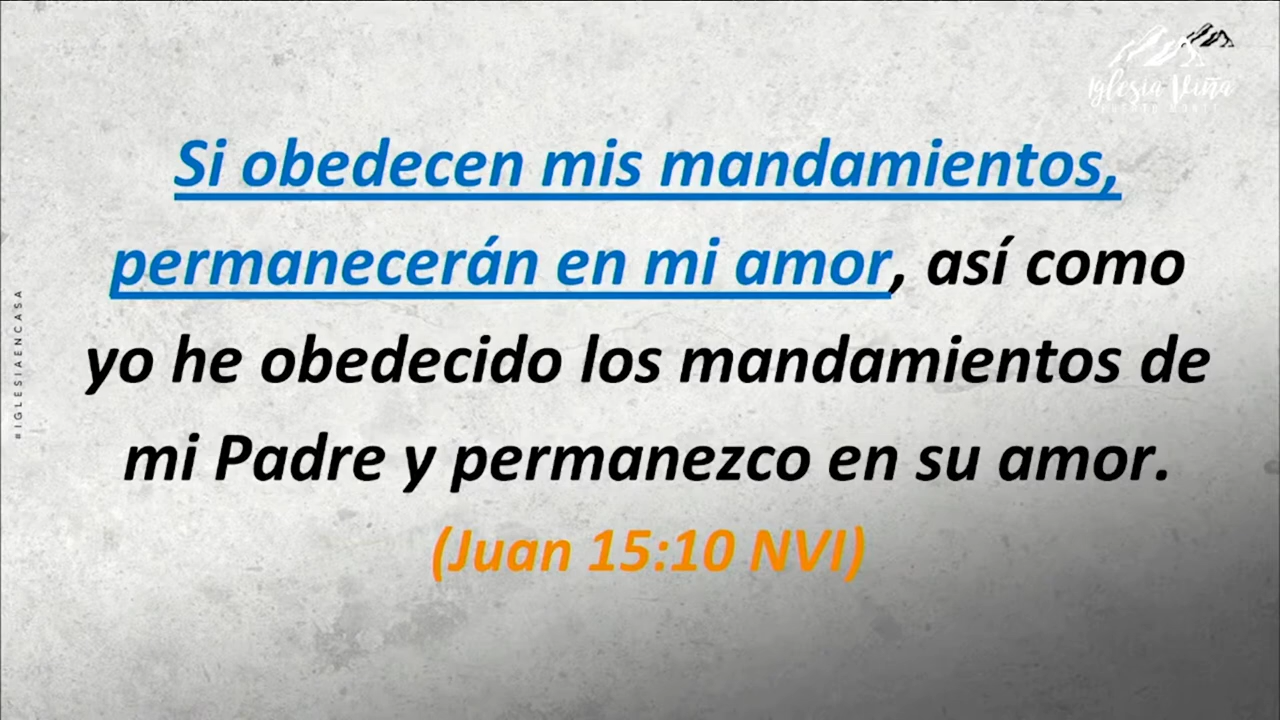 Iglesia Viña
Si obedecen mis mandamientos,
permanecerán en mi amor, así como
yo he obedecido los mandamientos de
mi Padre y permanezco en su amor.
(Juan 15:10 NVI)
#IGLESIAENCASA